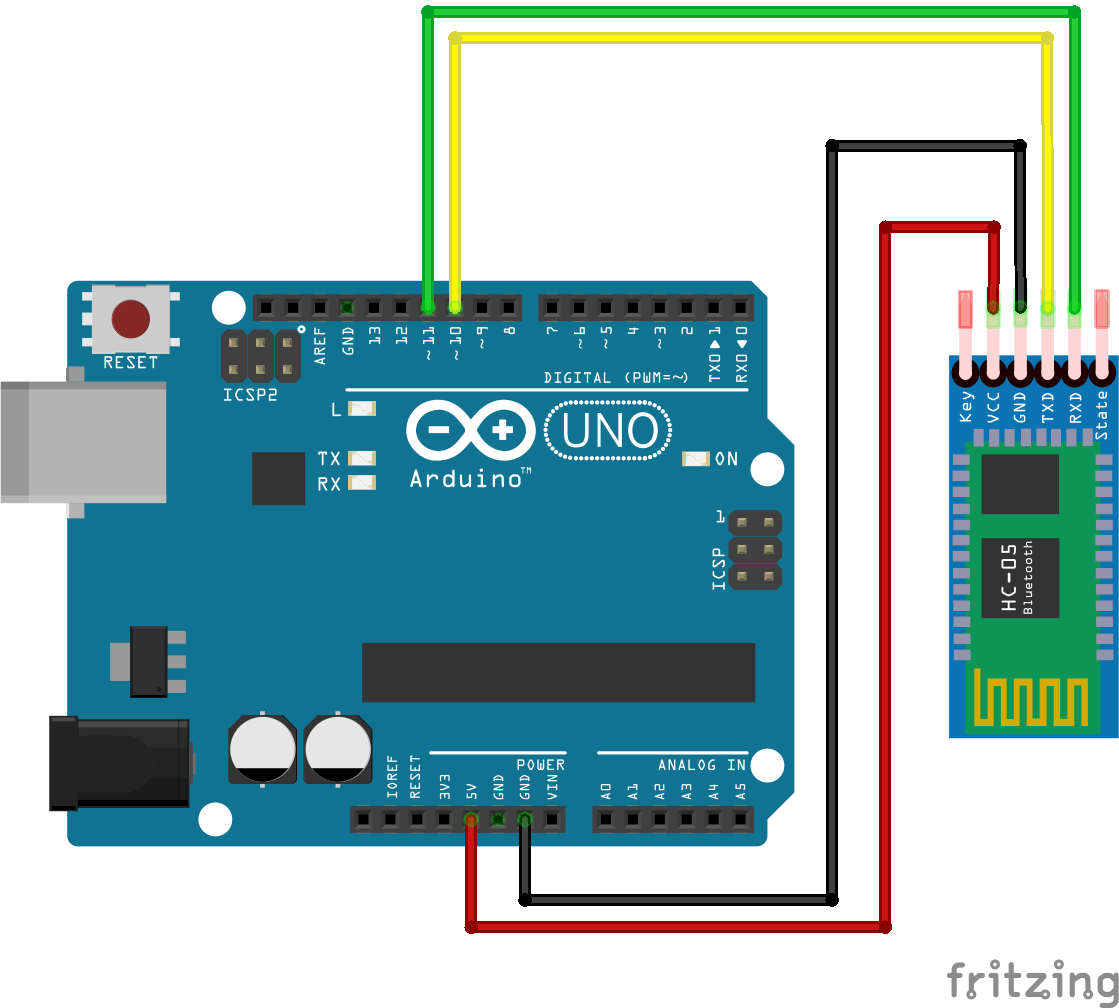 RESET
ICSP2
AREF
GND
13
12
~11
~10
~9
8
7
~6
~5
4
~3
2
TX0▶1
RX0◀0
DIGITAL (PWM=~)
L
TX
RX
Arduino™
UNO
ON
1
ICSP
IOREF
RESET
3V3
5V
GND
GND
VIN
POWER
ANALOG IN
A0
A1
A2
A3
A4
A5
Key
VCC
GND
TXD
RXD
State
HC-05
Bluetooth
fritzing